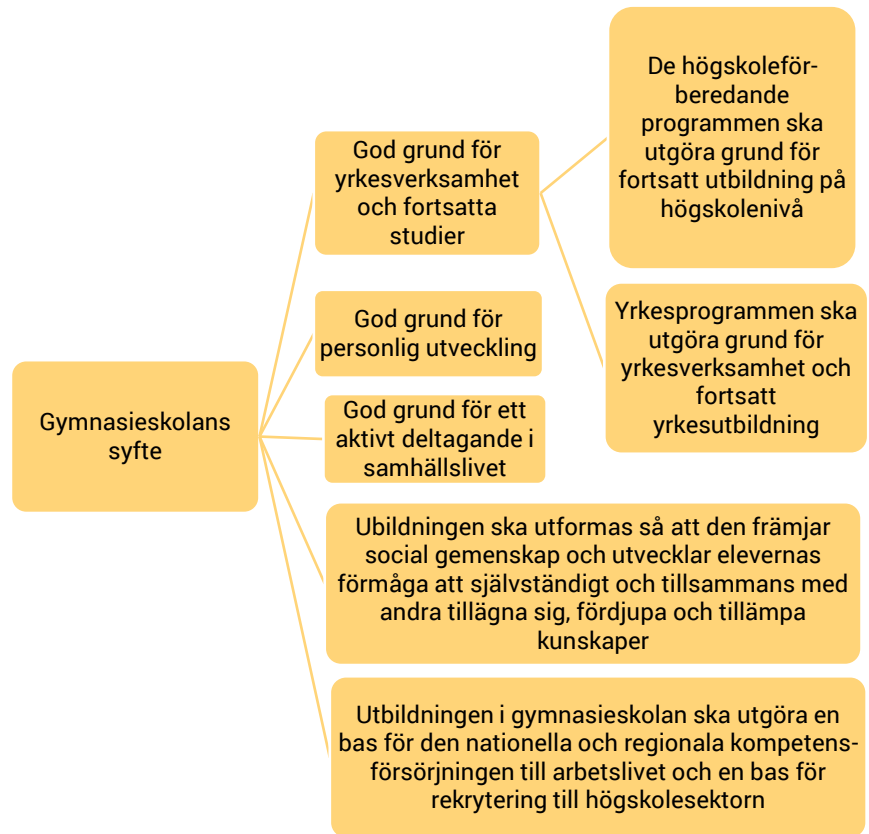 Gymnasieskolans
syfte
God grund för
yrkesverksamhet
och fortsatta
studier
De högskoleför-
beredande
programmen ska
utgöra grund för
fortsatt utbildning på
högskolenivå
Yrkesprogrammen ska
utgöra grund för
yrkesverksamhet och
fortsatt
yrkesutbildning
God grund för
personlig utveckling
God grund för ett
aktivt deltagande i
samhällslivet
Ubildningen ska utformas så att den främjar
social gemenskap och utvecklar elevernas
förmåga att självständigt och tillsammans med
andra tillägna sig, fördjupa och tillämpa
kunskaper
Utbildningen i gymnasieskolan ska utgöra en
bas för den nationella och regionala kompetens-
försörjningen till arbetslivet och en bas för
rekrytering till högskolesektorn